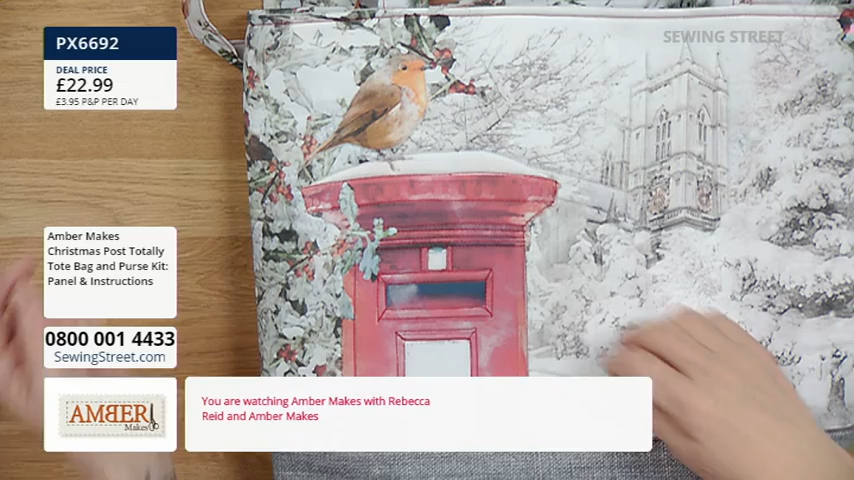 PX6692
DEAL PRICE
£22.99
£3.95 P&P PER DAY
SEWING STREET
Amber Makes
Christmas Post Totally
Tote Bag and Purse Kit:
Panel & Instructions
0800 001 4433
SewingStreet.com
AMBER
Makes
You are watching Amber Makes with Rebecca
Reid and Amber Makes